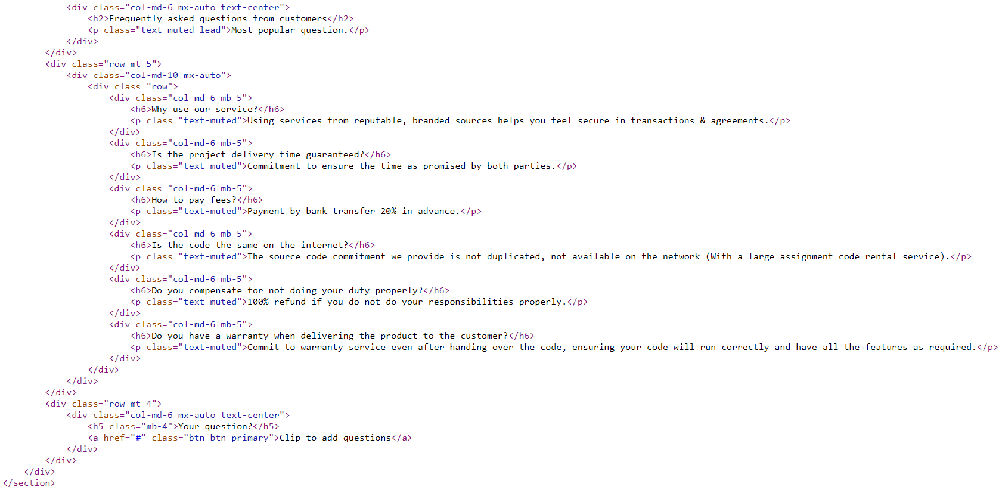 <div class="col-md-6 mx-auto text-center">
<h2>Frequently asked questions from customers</h2>
<p class="text-muted lead">Most popular question.</p>
</div>
</div>
<div class="row mt-5">
<div class="col-md-10 mx-auto">
<div class="row">
<div class="col-md-6 mb-5">
<h6>Why use our service?</h6>
<p class="text-muted">Using services from reputable, branded sources helps you feel secure in transactions & agreements.</p>
</div>
<div class="col-md-6 mb-5">
<h6>Is the project delivery time guaranteed?</h6>
<p class="text-muted">Commitment to ensure the time as promised by both parties.</p>
</div>
<div class="col-md-6 mb-5">
<h6>How to pay fees?</h6>
<p class="text-muted">Payment by bank transfer 20% in advance.</p>
</div>
<div class="col-md-6 mb-5">
<h6>Is the code the same on the internet?</h6>
<p class="text-muted">The source code commitment we provide is not duplicated, not available on the network (With a large assignment code rental service).</p>
</div>
<div class="col-md-6 mb-5">
<h6>Do you compensate for not doing your duty properly?</h6>
<p class="text-muted">100% refund if you do not do your responsibilities properly.</p>
</div>
<div class="col-md-6 mb-5">
<h6>Do you have a warranty when delivering the product to the customer?</h6>
<p class="text-muted">Commit to warranty service even after handing over the code, ensuring your code will run correctly and have all the features as required.</p>
</div>
</div>
</div>
</div>
<div class="row mt-4">
<div class="col-md-6 mx-auto text-center">
<h5 class="mb-4">Your question?</h5>
<a href="#" class="btn btn-primary">Clip to add questions</a>
</div>
</div>
</div>
</section>